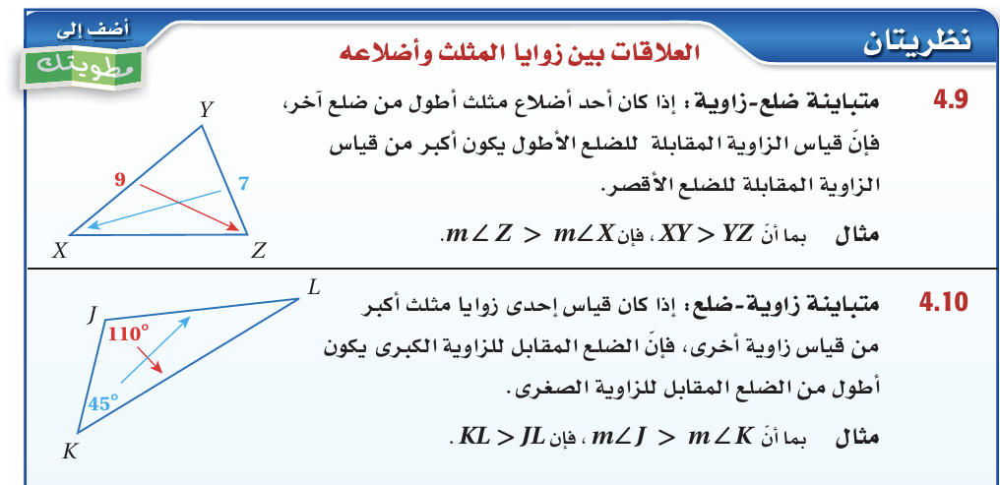 نظريتان
أضف إلى
مطويتك
العلاقات بين زوايا المثلث وأضلاعه
4.9 متباينة ضلع-زاوية: إذا كان أحد أضلاع مثلث أطول من ضلع آخر،
فإنّ قياس الزاوية المقابلة للضلع الأطول يكون أكبر من قياس
الزاوية المقابلة للضلع الأقصر.
مثال بما أنّ XY > YZ، فإن m∠Z > m∠X.
Y
9
7
X
Z
4.10 متباينة زاوية-ضلع: إذا كان قياس إحدى زوايا مثلث أكبر
من قياس زاوية أخرى، فإنّ الضلع المقابل للزاوية الكبرى يكون
أطول من الضلع المقابل للزاوية الصغرى.
مثال بما أنّ m∠J > m∠K، فإن KL > JL.
L
J
110°
45°
K